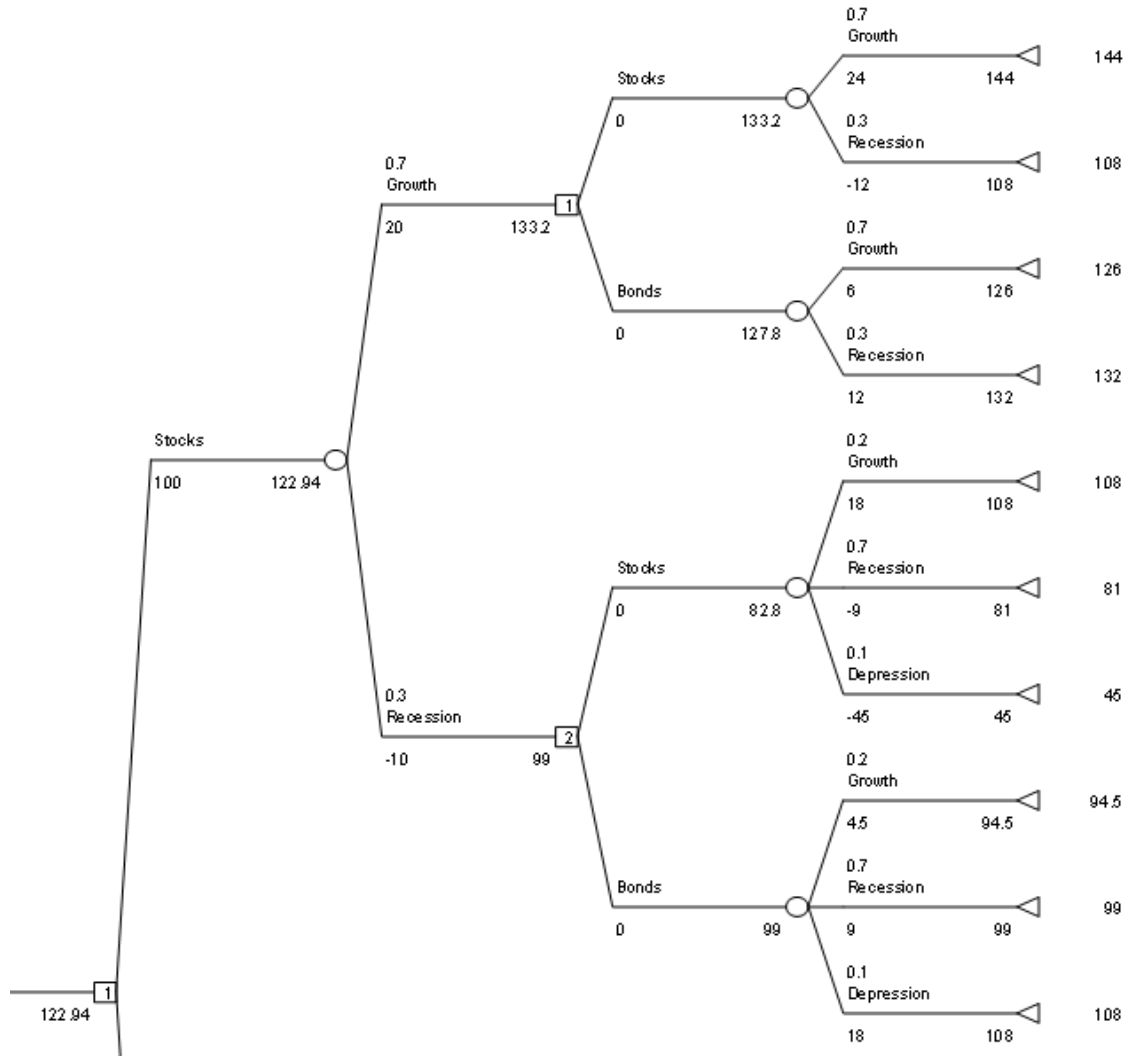 0.7
Growth
144
24 144
Stocks
0 133.2
0.3
Recession
108
-12 108
0.7
Growth
1
20 133.2
0.7
Growth
126
6 126
Bonds
0 127.8
0.3
Recession
132
12 132
Stocks
100 122.94
0.2
Growth
108
18 108
0.7
Recession
Stocks
81
0 82.8
-9 81
0.1
Depression
45
-45 45
0.3
Recession
2
-10 99
0.2
Growth
94.5
4.5 94.5
0.7
Recession
Bonds
99
0 99
9 99
0.1
Depression
108
18 108
1
122.94